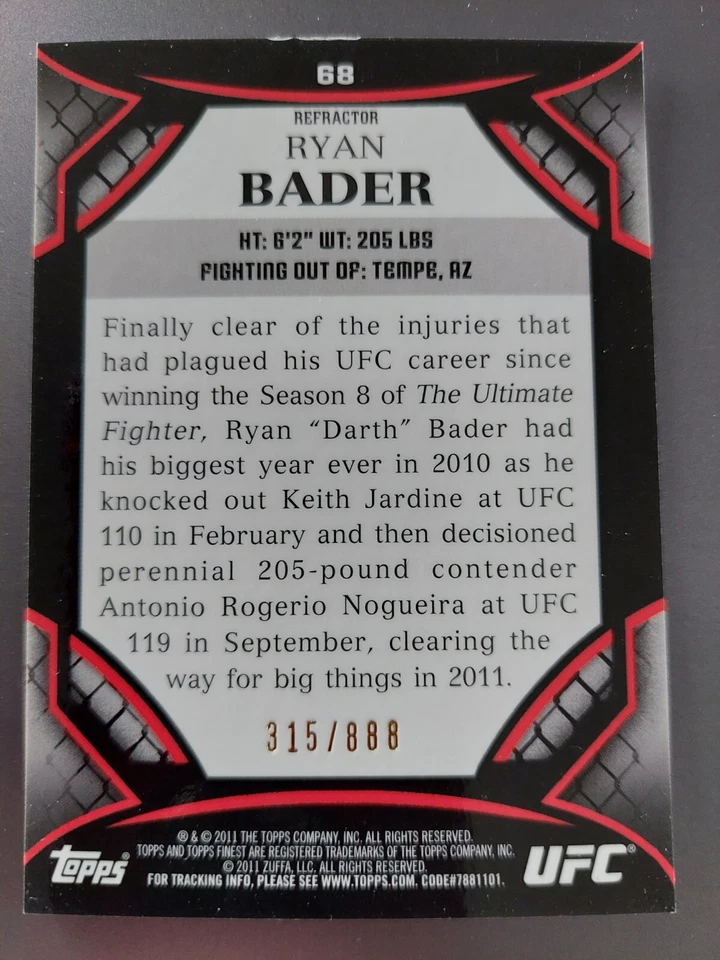 68
REFRACTOR
RYAN
BADER
HT: 6'2" WT: 205 LBS
FIGHTING OUT OF: TEMPE, AZ
Finally clear of the injuries that
had plagued his UFC career since
winning the Season 8 of The Ultimate
Fighter, Ryan “Darth” Bader had
his biggest year ever in 2010 as he
knocked out Keith Jardine at UFC
110 in February and then decisioned
perennial 205-pound contender
Antonio Rogerio Nogueira at UFC
119 in September, clearing the
way for big things in 2011.
315/888
® & © 2011 THE TOPPS COMPANY, INC. ALL RIGHTS RESERVED.
TOPPS AND TOPPS FINEST ARE REGISTERED TRADEMARKS OF THE TOPPS COMPANY, INC.
© 2011 ZUFFA, LLC. ALL RIGHTS RESERVED.
FOR TRACKING INFO, PLEASE SEE WWW.TOPPS.COM. CODE#7881101.
topps®
UFC®